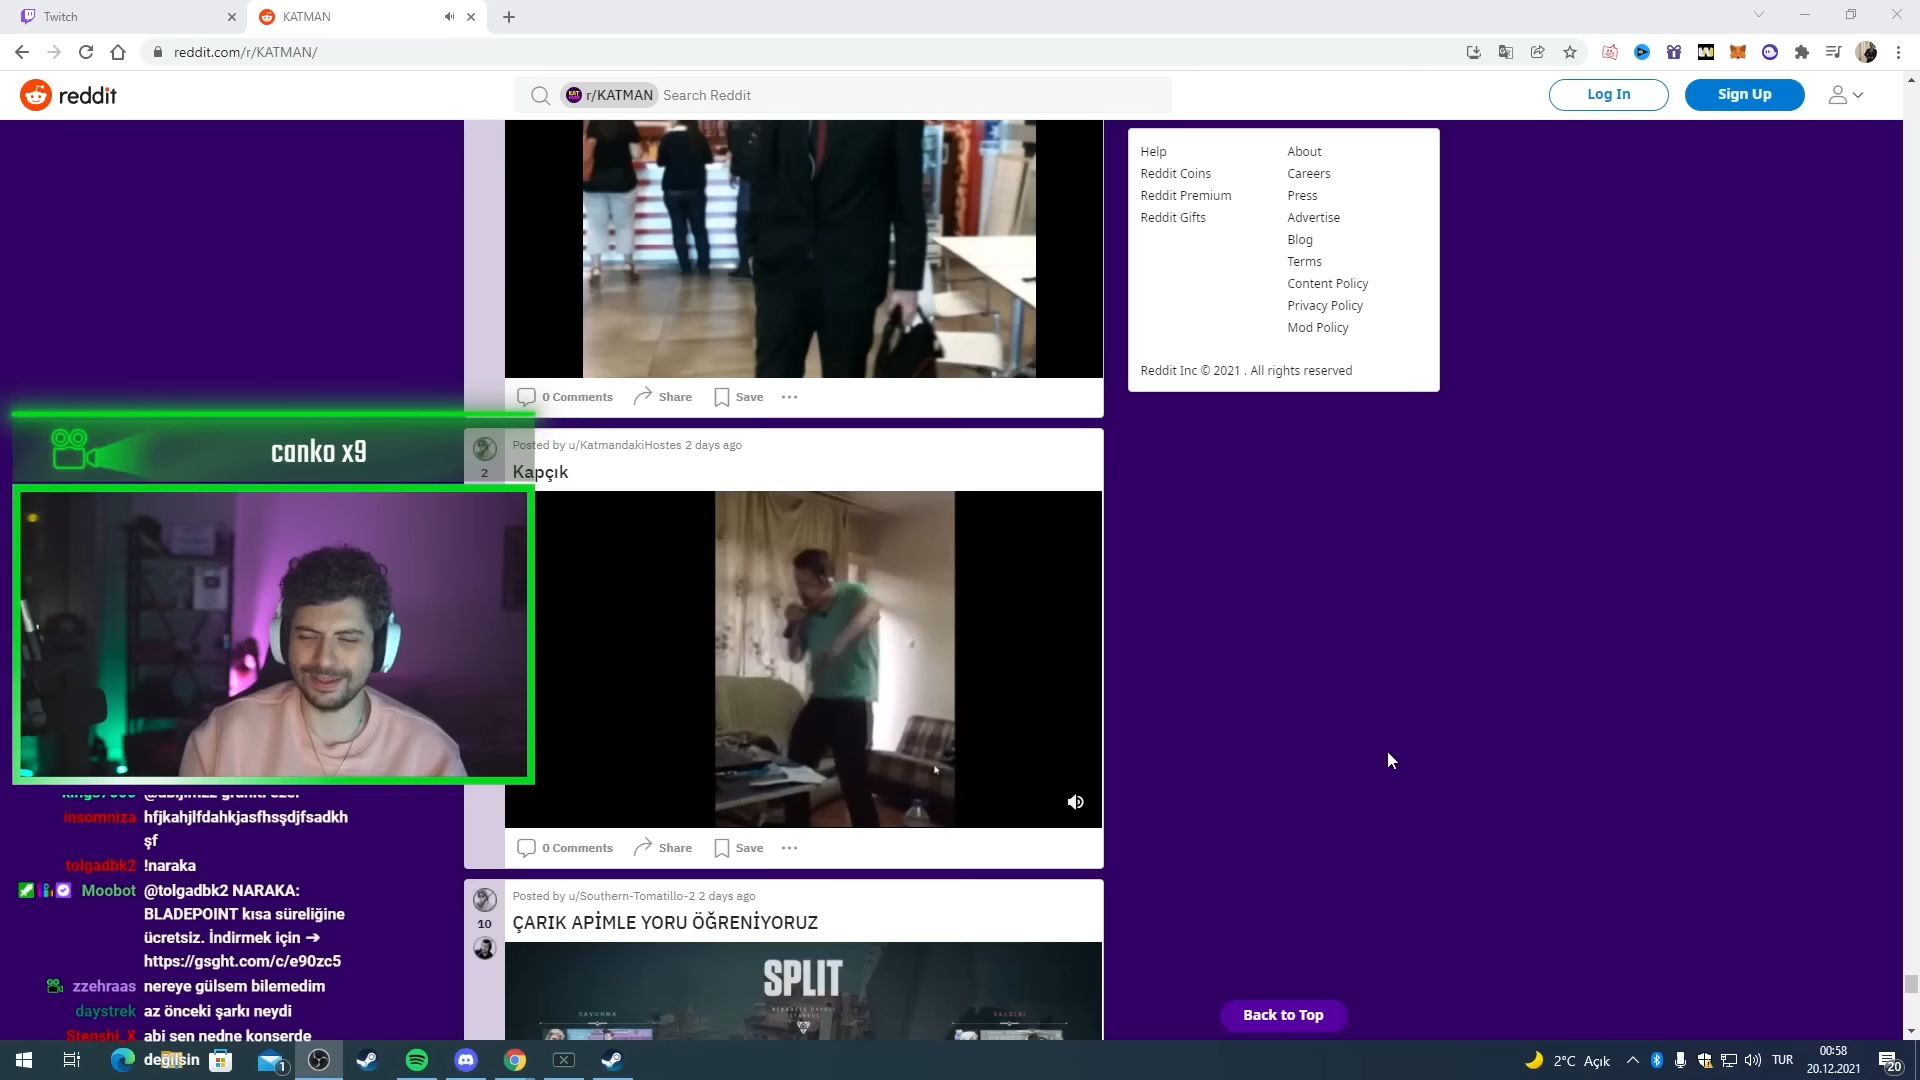 Twitch
KATMAN
reddit.com/r/KATMAN/
reddit
r/KATMAN
Search Reddit
Log In
Sign Up
Help
About
Reddit Coins
Careers
Reddit Premium
Press
Reddit Gifts
Advertise
Blog
Terms
Content Policy
Privacy Policy
Mod Policy
Reddit Inc © 2021 . All rights reserved
0 Comments
Share
Save
canko x9
Posted by u/KatmandakiHostes 2 days ago
2
Kapçık
0 Comments
Share
Save
insomniza hfjkahjlfdahkjasfhsşdjfsadkh
şf
tolgadbk2 !naraka
Moobot @tolgadbk2 NARAKA:
BLADEPOINT kısa süreliğine
ücretsiz. İndirmek için ➔
https://gsght.com/c/e90zc5
zzehraas nereye gülsem bilemedim
daystrek az önceki şarkı neydi
Stenshi_X abi sen nedne konserde
degilsin
Posted by u/Southern-Tomatillo-2 2 days ago
10
ÇARIK APİMLE YORU ÖĞRENİYORUZ
SPLIT
SAVUNMA
SALDIRI
Back to Top
1
2°C Açık
TUR
00:58
20.12.2021
20